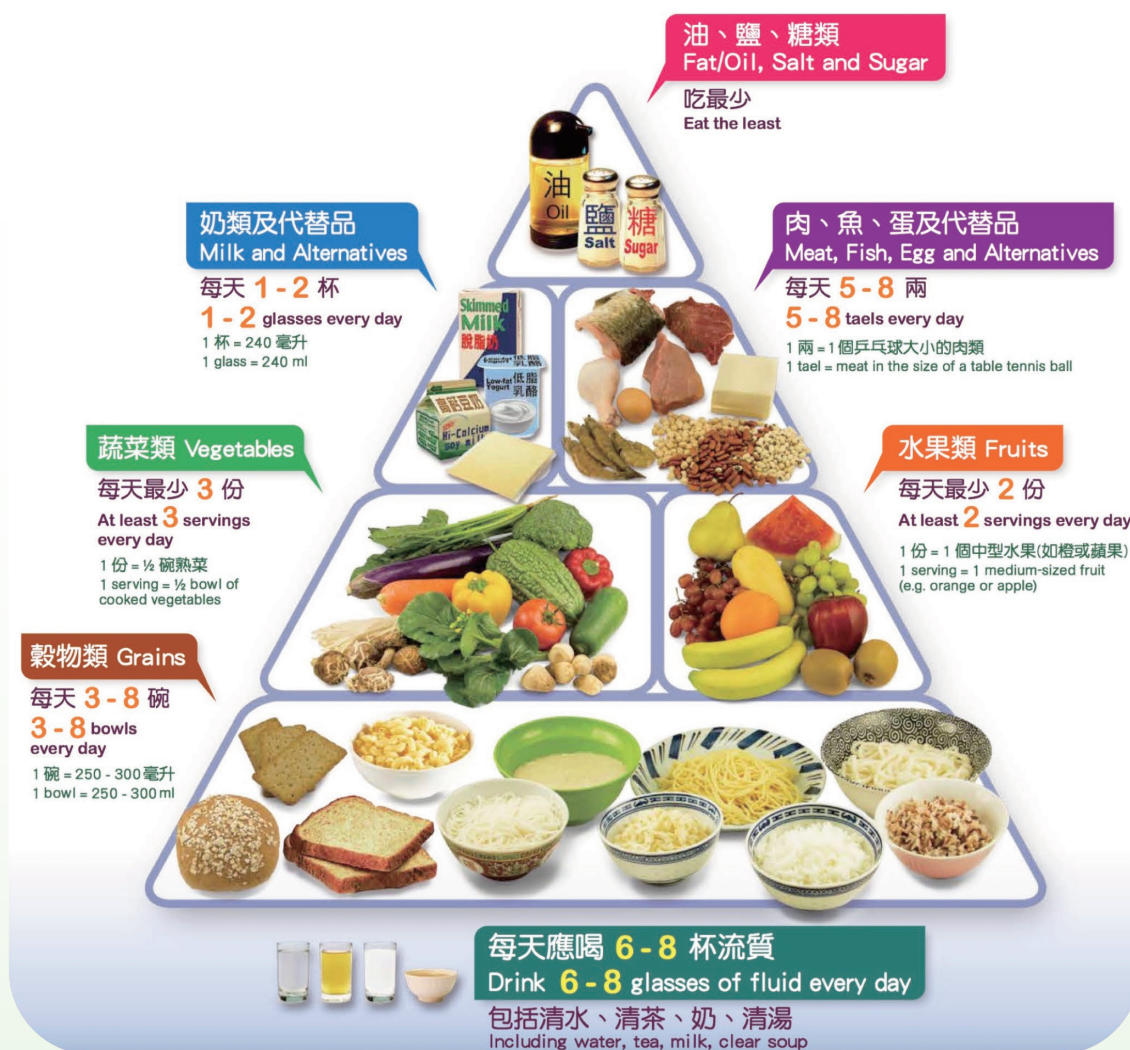 油、鹽、糖類
Fat/Oil, Salt and Sugar
吃最少
Eat the least
油
Oil
鹽
Salt
糖
Sugar
奶類及代替品
Milk and Alternatives
每天 1 - 2 杯
1 - 2 glasses every day
1 杯 = 240 毫升
1 glass = 240 ml
Skimmed
Milk
脫脂奶
Low-fat
Yogurt
低脂
乳酪
高鈣豆奶
Hi-Calcium
Soy milk
肉、魚、蛋及代替品
Meat, Fish, Egg and Alternatives
每天 5 - 8 兩
5 - 8 taels every day
1 兩 = 1 個乒乓球大小的肉類
1 tael = meat in the size of a table tennis ball
蔬菜類 Vegetables
每天最少 3 份
At least 3 servings
every day
1 份 = ½ 碗熟菜
1 serving = ½ bowl of
cooked vegetables
水果類 Fruits
每天最少 2 份
At least 2 servings every day
1 份 = 1 個中型水果(如橙或蘋果)
1 serving = 1 medium-sized fruit
(e.g. orange or apple)
穀物類 Grains
每天 3 - 8 碗
3 - 8 bowls
every day
1 碗 = 250 - 300 毫升
1 bowl = 250 - 300 ml
每天應喝 6 - 8 杯流質
Drink 6 - 8 glasses of fluid every day
包括清水、清茶、奶、清湯
Including water, tea, milk, clear soup